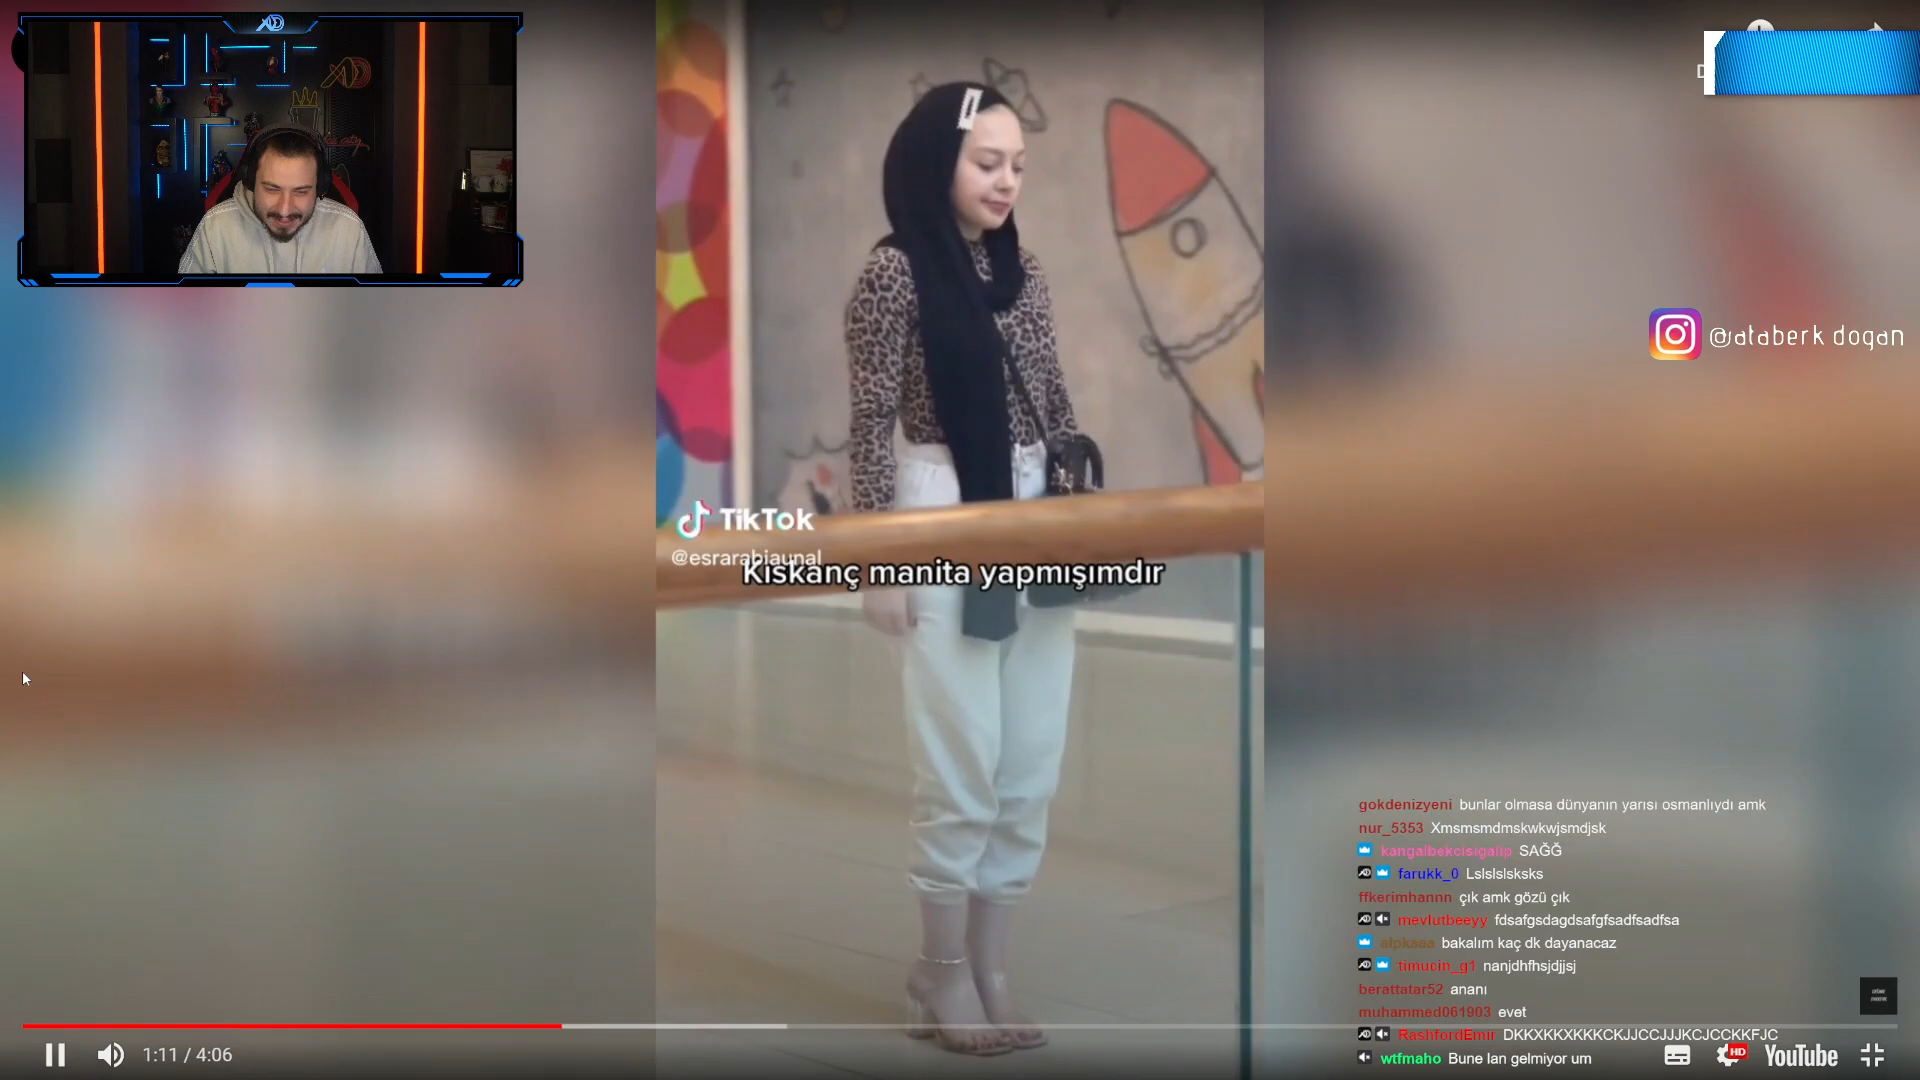 @ataberk dogan
TikTok
@esrarabiaunal
Kıskanç manita yapmışımdır
gokdenizyeni bunlar olmasa dünyanın yarısı osmanlıydı amk
nur_5353 Xmsmsmdmskwkwjsmdjsk
kangalbekcisigalip SAĞĞ
farukk_0 Lslslslsksks
ffkerimhannn çık amk gözü çık
mevlutbeeyy fdsafgsdagdsafgfsadfsadfsa
alpkaaa bakalım kaç dk dayanacaz
timucin_g1 nanjdhfhsjdjjsj
berattatar52 ananı
muhammed061903 evet
RashfordEmir DKKXKKXKKKCKJJCCJJJKCJCCKKFJC
wtfmaho Bune lan gelmiyor um
1:11 / 4:06
HD
YouTube